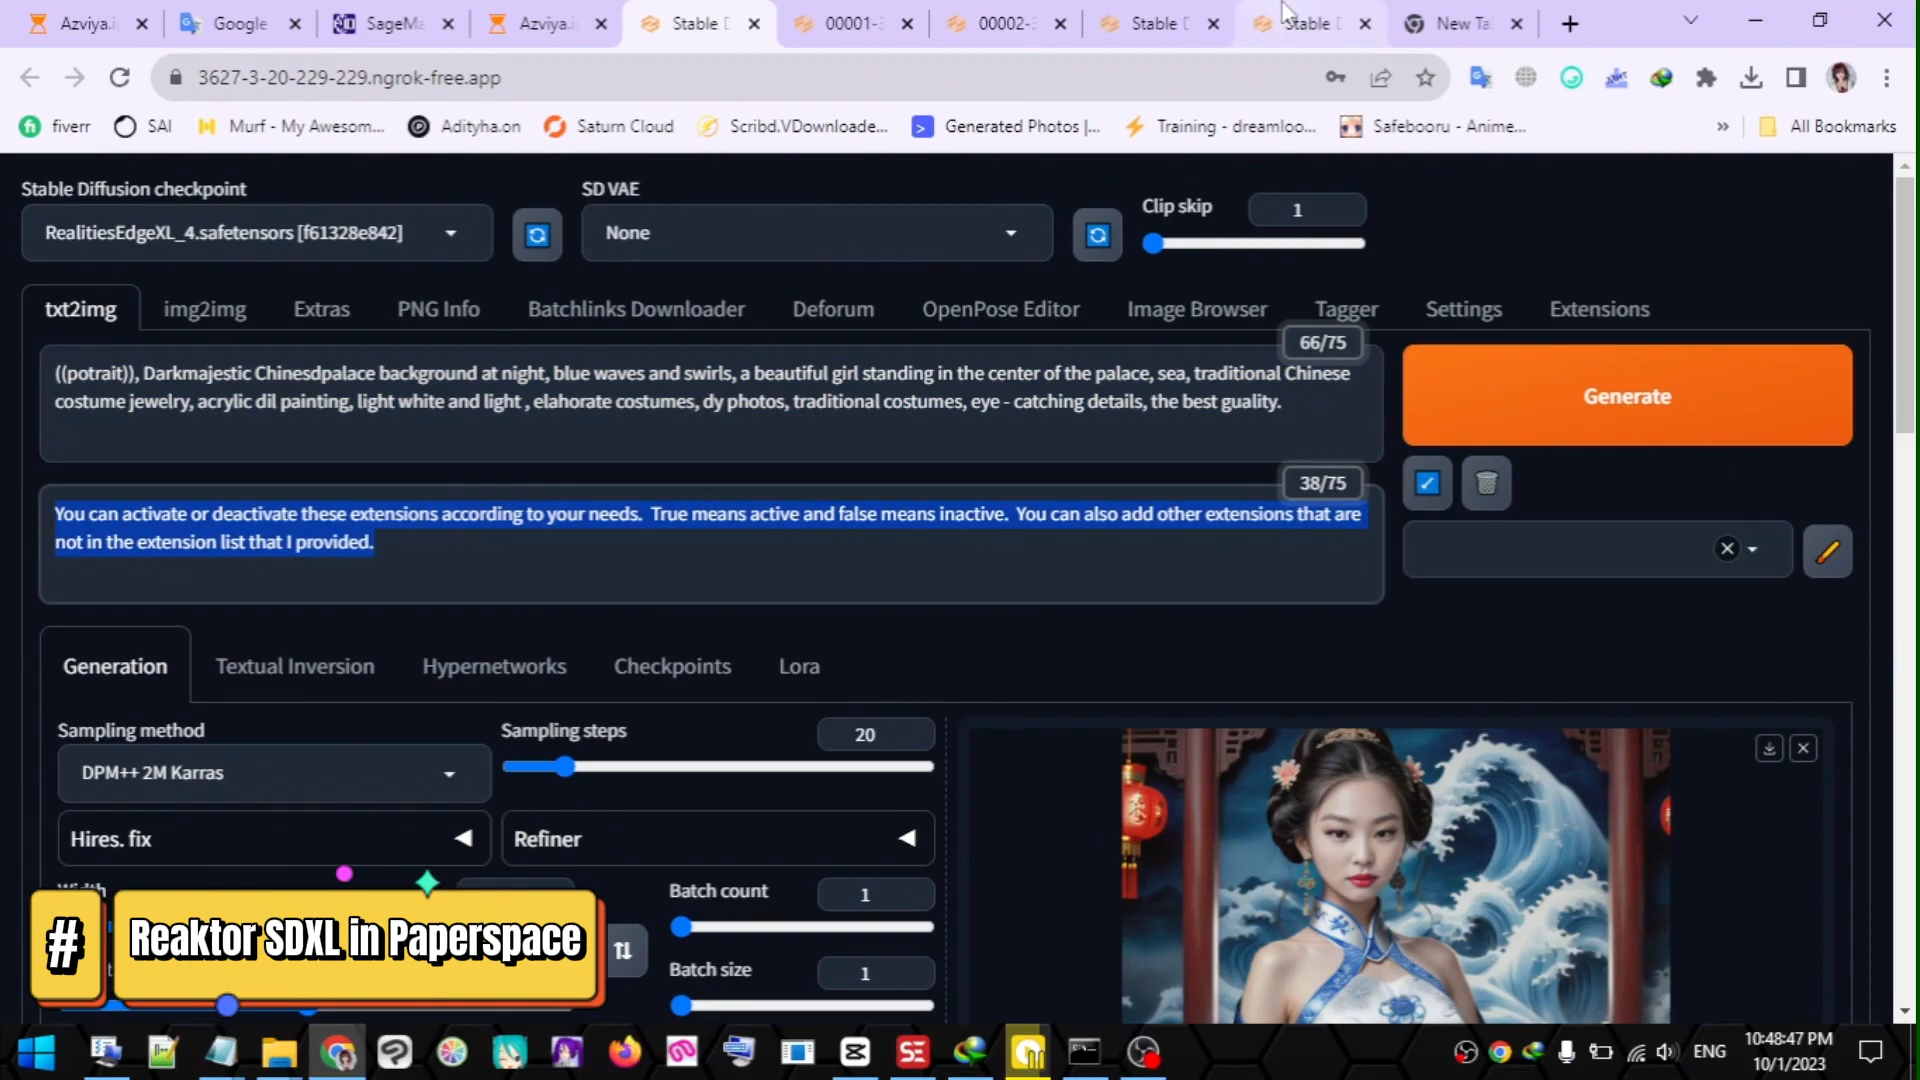 Azviya.i
Google
SageMa
Azviya.i
Stable D
00001-3
00002-3
Stable D
Stable D
New Ta
3627-3-20-229-229.ngrok-free.app
fiverr
SAI
Murf - My Awesom...
Adityha.on
Saturn Cloud
Scribd.VDownloade...
Generated Photos |...
Training - dreamloo...
Safebooru - Anime...
»
All Bookmarks
Stable Diffusion checkpoint
SD VAE
Clip skip
1
RealitiesEdgeXL_4.safetensors [f61328e842]
None
txt2img
img2img
Extras
PNG Info
Batchlinks Downloader
Deforum
OpenPose Editor
Image Browser
Tagger
Settings
Extensions
66/75
((potrait)), Darkmajestic Chinesdpalace background at night, blue waves and swirls, a beautiful girl standing in the center of the palace, sea, traditional Chinese
costume jewelry, acrylic dil painting, light white and light , elahorate costumes, dy photos, traditional costumes, eye - catching details, the best guality.
Generate
38/75
You can activate or deactivate these extensions according to your needs.  True means active and false means inactive.  You can also add other extensions that are
not in the extension list that I provided.
Generation
Textual Inversion
Hypernetworks
Checkpoints
Lora
Sampling method
Sampling steps
20
DPM++ 2M Karras
Hires. fix
Refiner
Width
Batch count
1
# Reaktor SDXL in Paperspace
Batch size
1
ENG
10:48:47 PM
10/1/2023